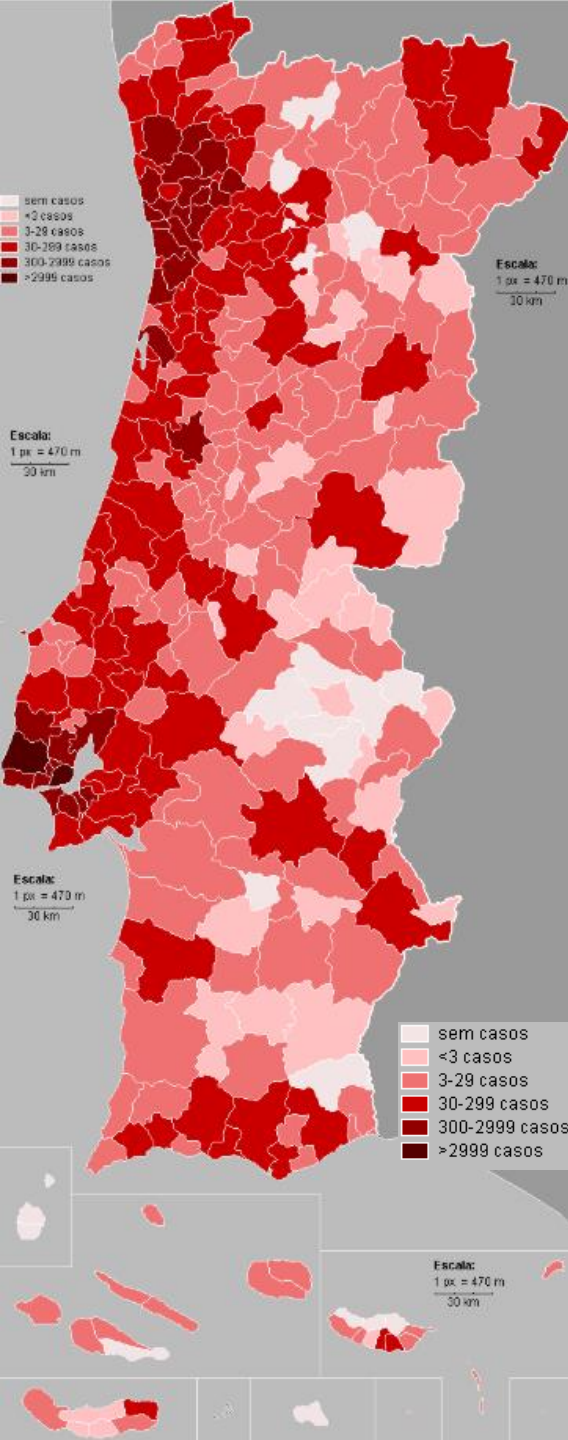 sem casos
<3 casos
3-29 casos
30-299 casos
300-2999 casos
>2999 casos
Escala:
1 px = 470 m
30 km
Escala:
1 px = 470 m
30 km
Escala:
1 px = 470 m
30 km
sem casos
<3 casos
3-29 casos
30-299 casos
300-2999 casos
>2999 casos
Escala:
1 px = 470 m
30 km